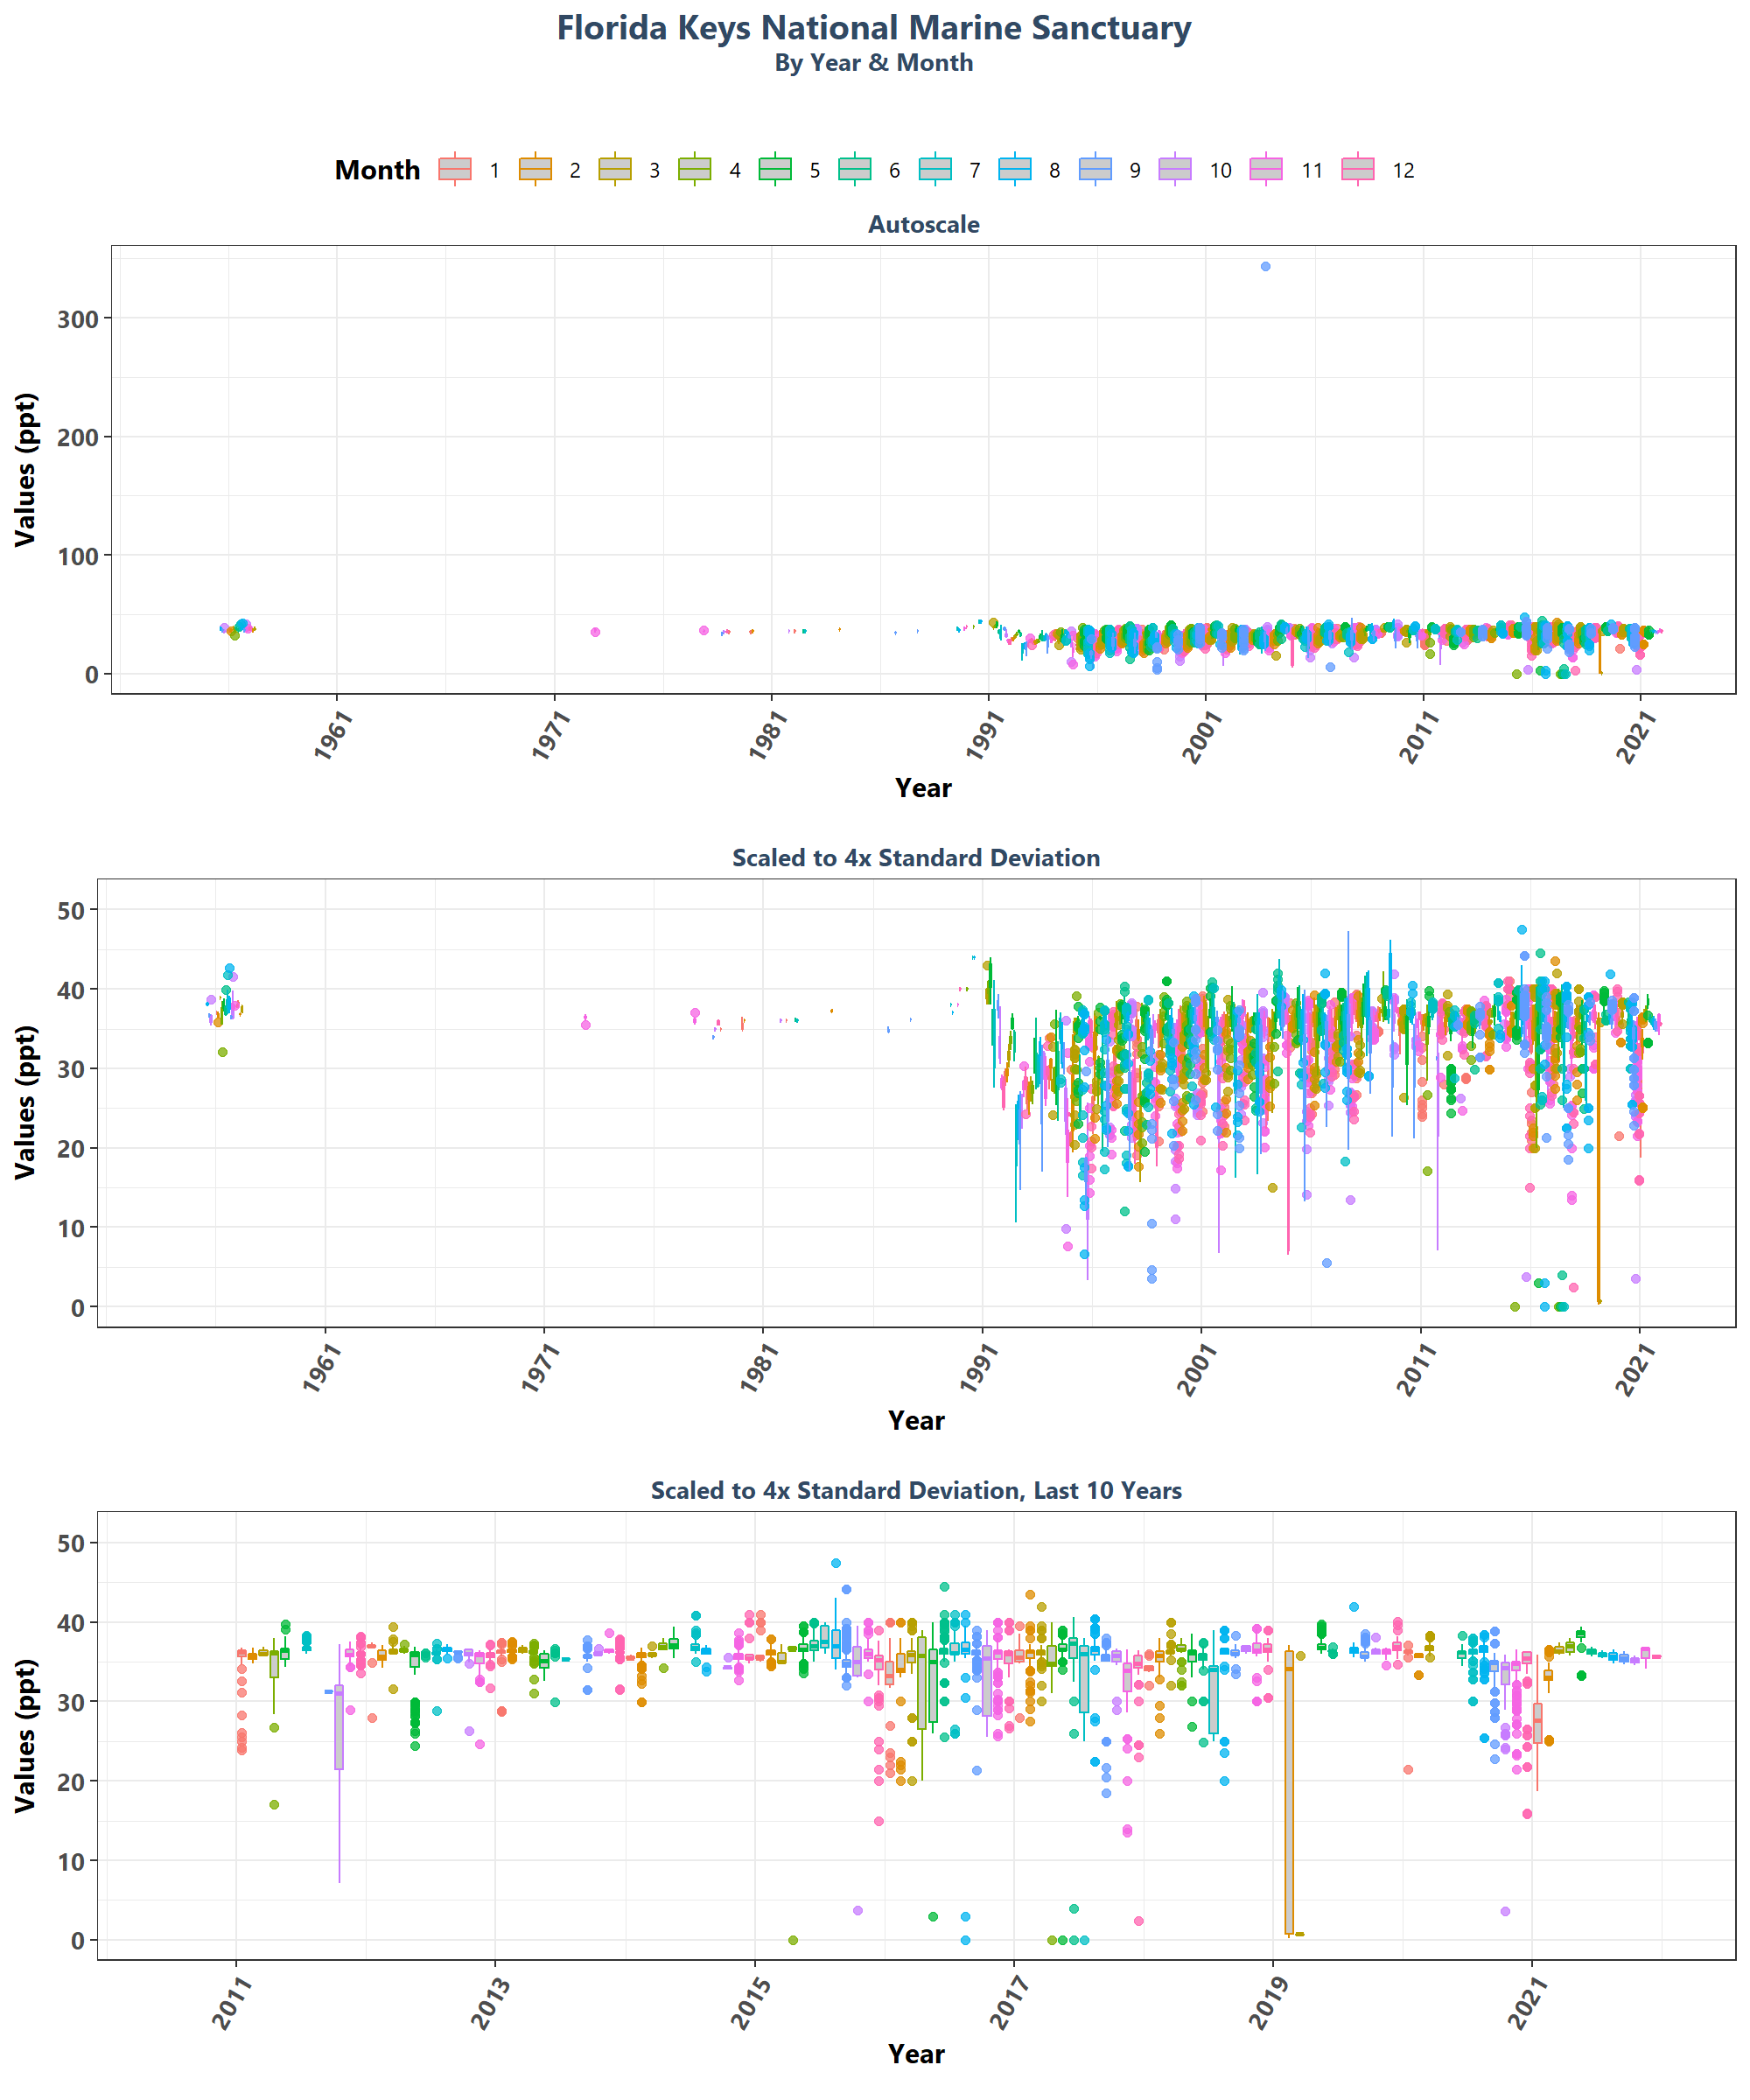 Florida Keys National Marine Sanctuary
By Year & Month
Month 1 2 3 4 5 6 7 8 9 10 11 12
Autoscale
Values (ppt)
300
200
100
0
1961 1971 1981 1991 2001 2011 2021
Year
Scaled to 4x Standard Deviation
Values (ppt)
50
40
30
20
10
0
1961 1971 1981 1991 2001 2011 2021
Year
Scaled to 4x Standard Deviation, Last 10 Years
Values (ppt)
50
40
30
20
10
0
2011 2013 2015 2017 2019 2021
Year